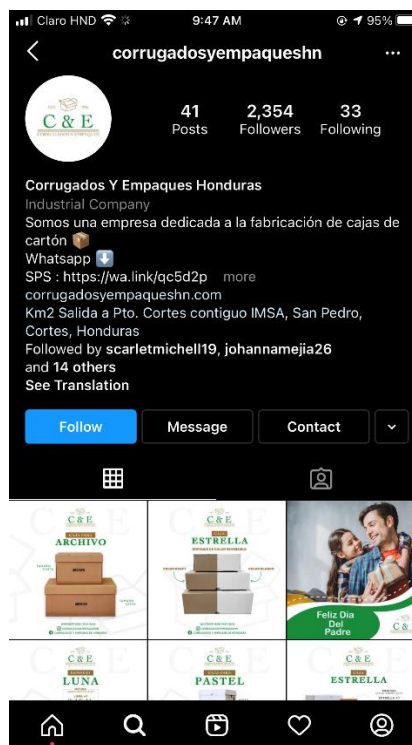 Claro HND 9:47 AM 95%
corrugadosyempaqueshn
C & E
41 2,354 33
Posts Followers Following
Corrugados Y Empaques Honduras
Industrial Company
Somos una empresa dedicada a la fabricación de cajas de
cartón
Whatsapp
SPS : https://wa.link/qc5d2p more
corrugadosyempaqueshn.com
Km2 Salida a Pto. Cortes contiguo IMSA, San Pedro,
Cortes, Honduras
Followed by scarletmichell19, johannamejia26
and 14 others
See Translation
Follow Message Contact
C & E
ARCHIVO
C & E
ESTRELLA
Feliz Dia
Del
Padre
C &
C & E
LUNA
C & E
PASTEL
C & E
ESTRELLA